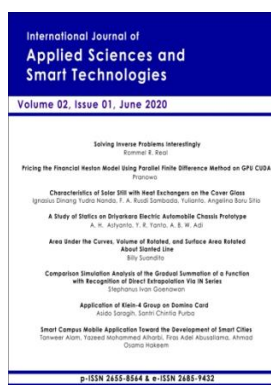 International Journal of
Applied Sciences and
Smart Technologies
Volume 02, Issue 01, June 2020
Solving Inverse Problems Interestingly
Rommel R. Real
Pricing the Financial Heston Model Using Parallel Finite Difference Method on GPU CUDA
Pranowo
Characteristics of Solar Still with Heat Exchangers on the Cover Glass
Ignasius Dinang Yudra Nanda, F. A. Rusdi Sambada, Yulianto, Angelina Baru Sitio
A Study of Statics on Driyarkara Electric Automobile Chassis Prototype
A. H. Astyanto, Y. R. Yanta, A. B. W. Adi
Area Under the Curves, Volume of Rotated, and Surface Area Rotated
About Slanted Line
Billy Suandito
Comparison Simulation Analysis of the Gradual Summation of a Function
with Recognition of Direct Extrapolation Via IN Series
Stephanus Ivan Goenawan
Application of Klein-4 Group on Domino Card
Aldo Saragih, Santri Chintia Purba
Smart Campus Mobile Application Toward the Development of Smart Cities
Tanweer Alam, Yazeed Mohammed Alharbi, Firas Adel Abusallama, Ahmad
Osama Hakeem
p-ISSN 2655-8564 & e-ISSN 2685-9432